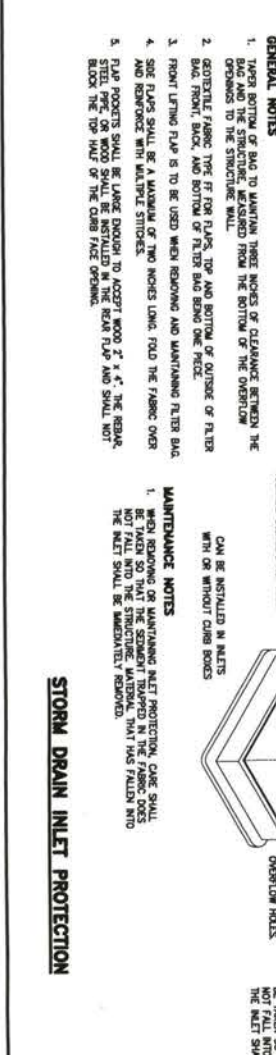 GENERAL NOTES
1. TAPER BOTTOM OF BAG TO MAINTAIN THREE INCHES OF CLEARANCE BETWEEN THE
BAG AND THE STRUCTURE, MEASURED FROM THE BOTTOM OF THE OVERFLOW
OPENINGS TO THE STRUCTURE WALL.
2. GEOTEXTILE FABRIC TYPE FF FOR FLAPS, TOP AND BOTTOM OF OUTSIDE OF FILTER
BAG. FRONT, BACK, AND BOTTOM OF FILTER BAG BEING ONE PIECE.
3. FRONT LIFTING FLAP IS TO BE USED WHEN REMOVING AND MAINTAINING FILTER BAG.
4. SIDE FLAPS SHALL BE A MAXIMUM OF TWO INCHES LONG. FOLD THE FABRIC OVER
AND REINFORCE WITH MULTIPLE STITCHES.
5. FLAP POCKETS SHALL BE LARGE ENOUGH TO ACCEPT WOOD 2" x 4". THE REBAR,
STEEL PIPE, OR WOOD SHALL BE INSTALLED IN THE REAR FLAP AND SHALL NOT
BLOCK THE TOP HALF OF THE CURB FACE OPENING.
CAN BE INSTALLED IN INLETS
WITH OR WITHOUT CURB BOXES
MAINTENANCE NOTES
1. WHEN REMOVING OR MAINTAINING INLET PROTECTION, CARE SHALL
BE TAKEN SO THAT THE SEDIMENT TRAPPED IN THE FABRIC DOES
NOT FALL INTO THE STRUCTURE. MATERIAL THAT HAS FALLEN INTO
THE INLET SHALL BE IMMEDIATELY REMOVED.
OVERFLOW HOLES.
NOT FALL INT
THE INLET SHA
STORM DRAIN INLET PROTECTION